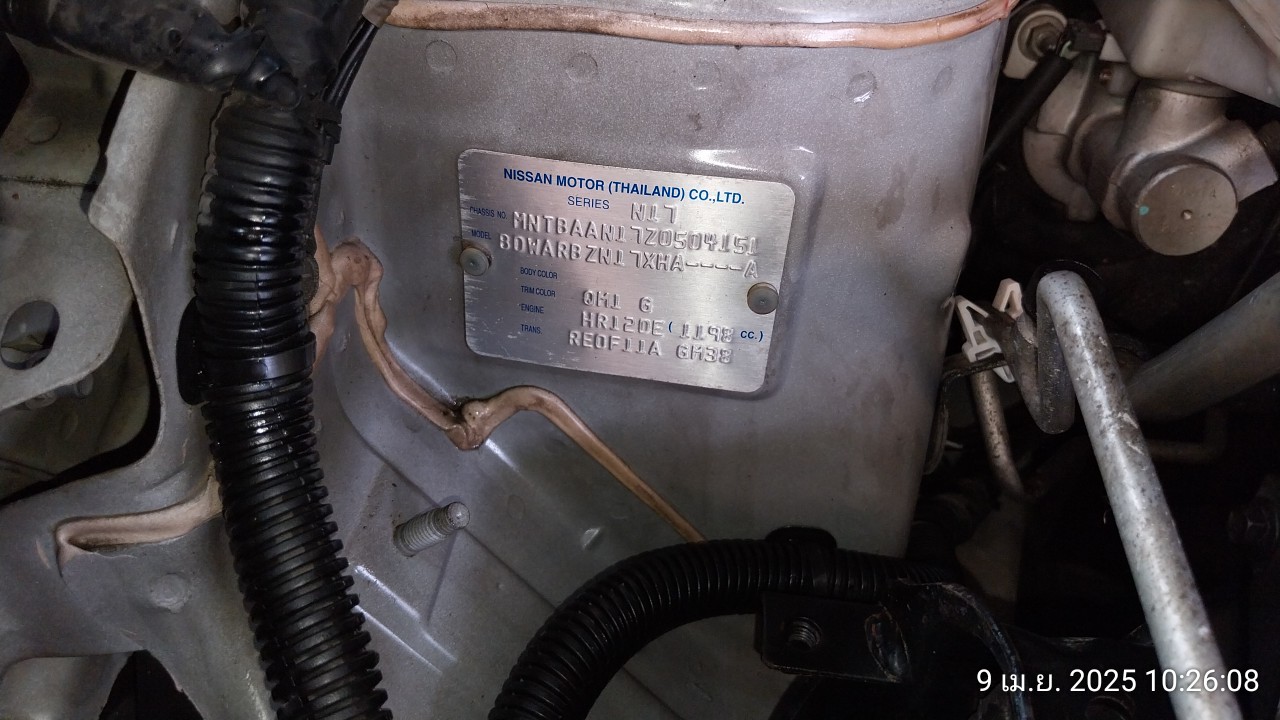 NISSAN MOTOR (THAILAND) CO.,LTD.
SERIES N17
CHASSIS NO. MNTBAAN17Z0504151
MODEL BDWARBZN17XHA----A
BODY COLOR
TRIM COLOR QM1 G
ENGINE HR12DE ( 1198 CC.)
TRANS. RE0F11A GM38
9 เม.ย. 2025 10:26:08